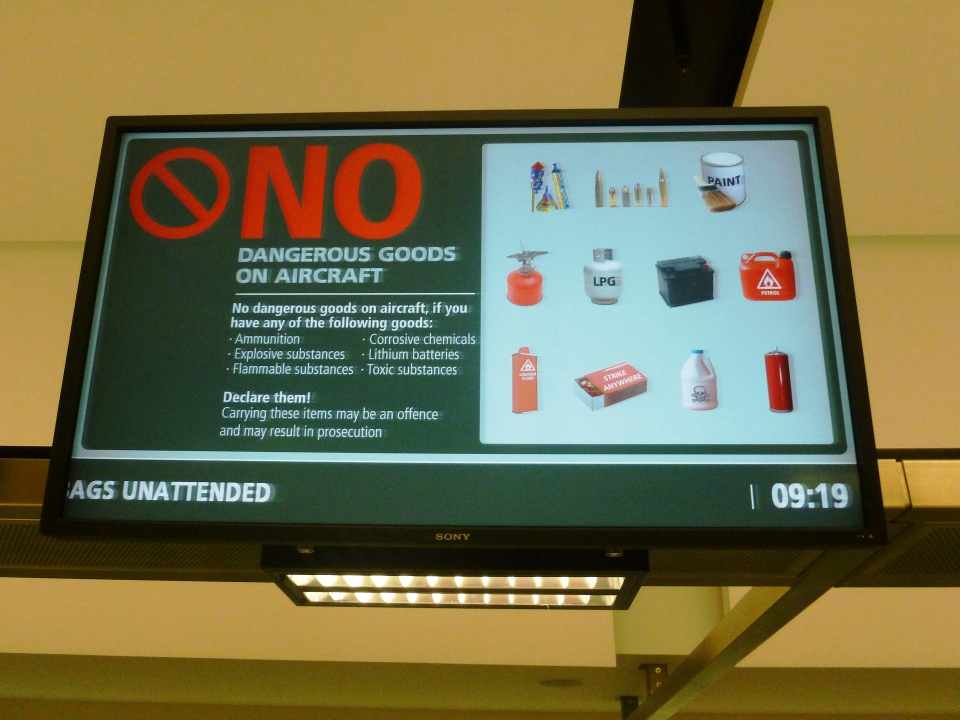 NO
DANGEROUS GOODS
ON AIRCRAFT
No dangerous goods on aircraft, if you
have any of the following goods:
· Ammunition
· Explosive substances
· Flammable substances
· Corrosive chemicals
· Lithium batteries
· Toxic substances
Declare them!
Carrying these items may be an offence
and may result in prosecution
PAINT
LPG
PETROL
LIGHTER
FLUID
STRIKE
ANYWHERE
AGS UNATTENDED
| 09:19
SONY